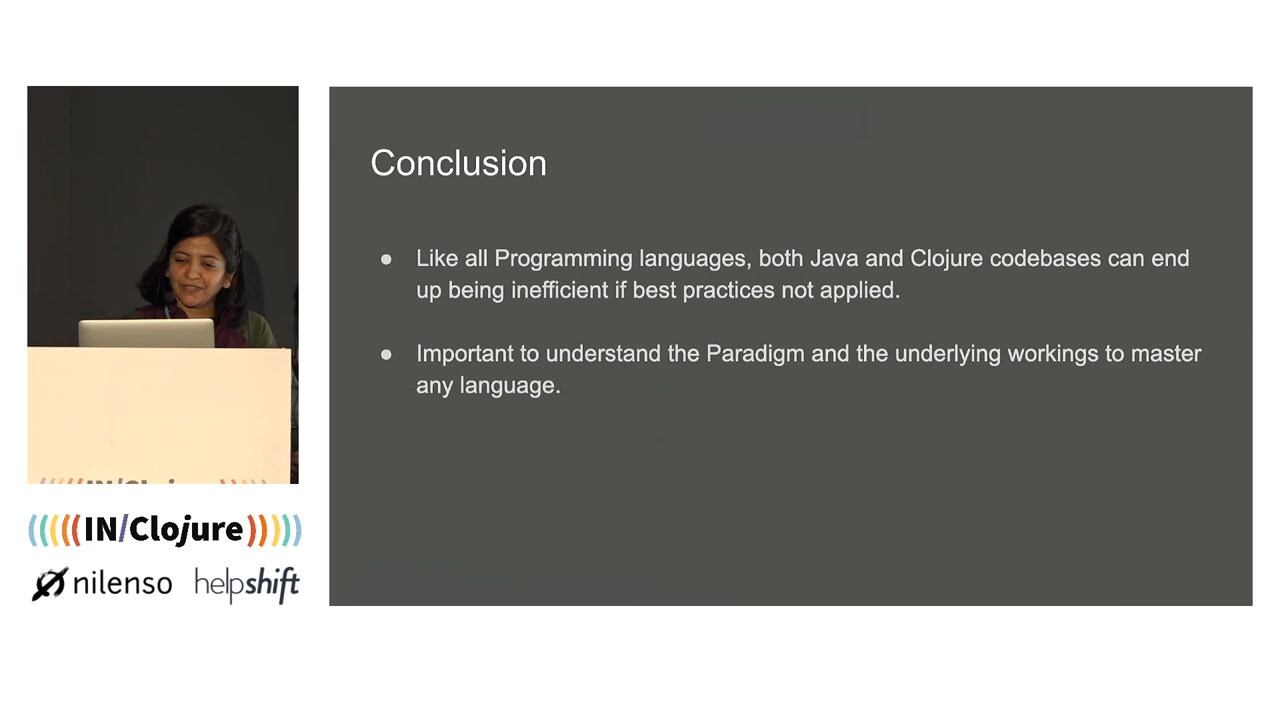 Conclusion
● Like all Programming languages, both Java and Clojure codebases can end
up being inefficient if best practices not applied.
● Important to understand the Paradigm and the underlying workings to master
any language.
(((((IN/Clojure)))))
nilenso helpshift